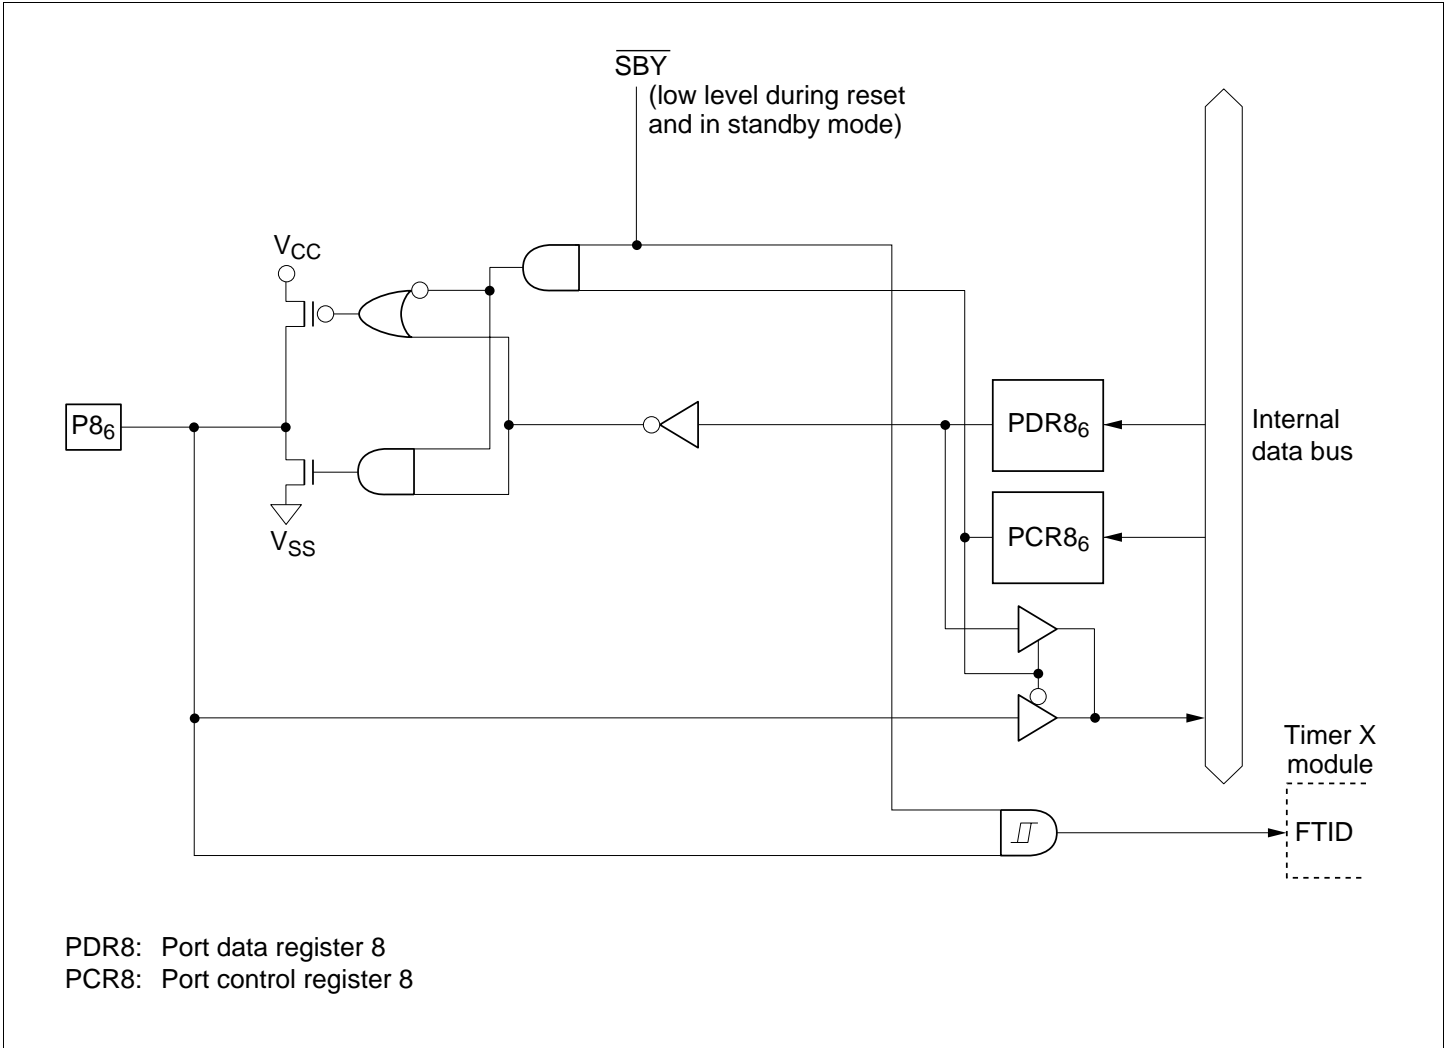 SBY
(low level during reset
and in standby mode)
VCC
P86
VSS
PDR86
PCR86
Internal
data bus
Timer X
module
FTID
PDR8: Port data register 8
PCR8: Port control register 8